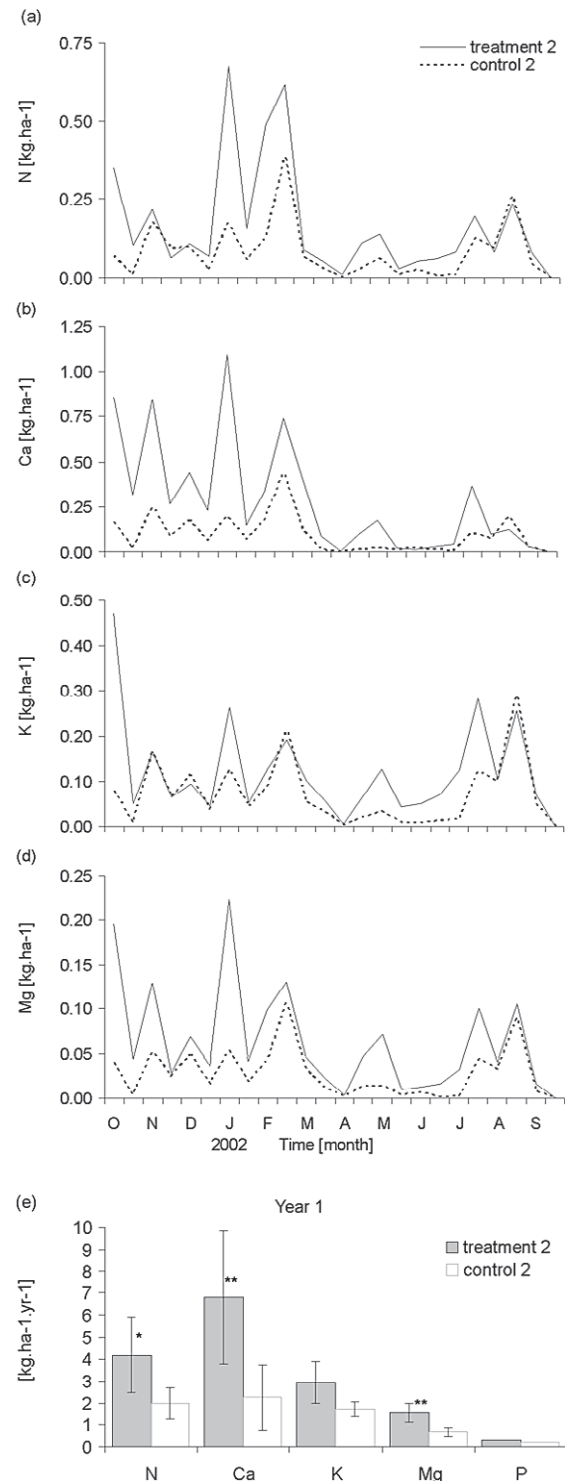 (a)
treatment 2
control 2
N [kg.ha-1]
0.75
0.50
0.25
0.00
(b)
Ca [kg.ha-1]
1.25
1.00
0.75
0.50
0.25
0.00
(c)
K [kg.ha-1]
0.50
0.40
0.30
0.20
0.10
0.00
(d)
Mg [kg.ha-1]
0.25
0.20
0.15
0.10
0.05
0.00
O N D J F M A M J J A S
2002 Time [month]
(e)
Year 1
treatment 2
control 2
[kg.ha-1.yr-1]
10
9
8
7
6
5
4
3
2
1
0
* ** **
N Ca K Mg P